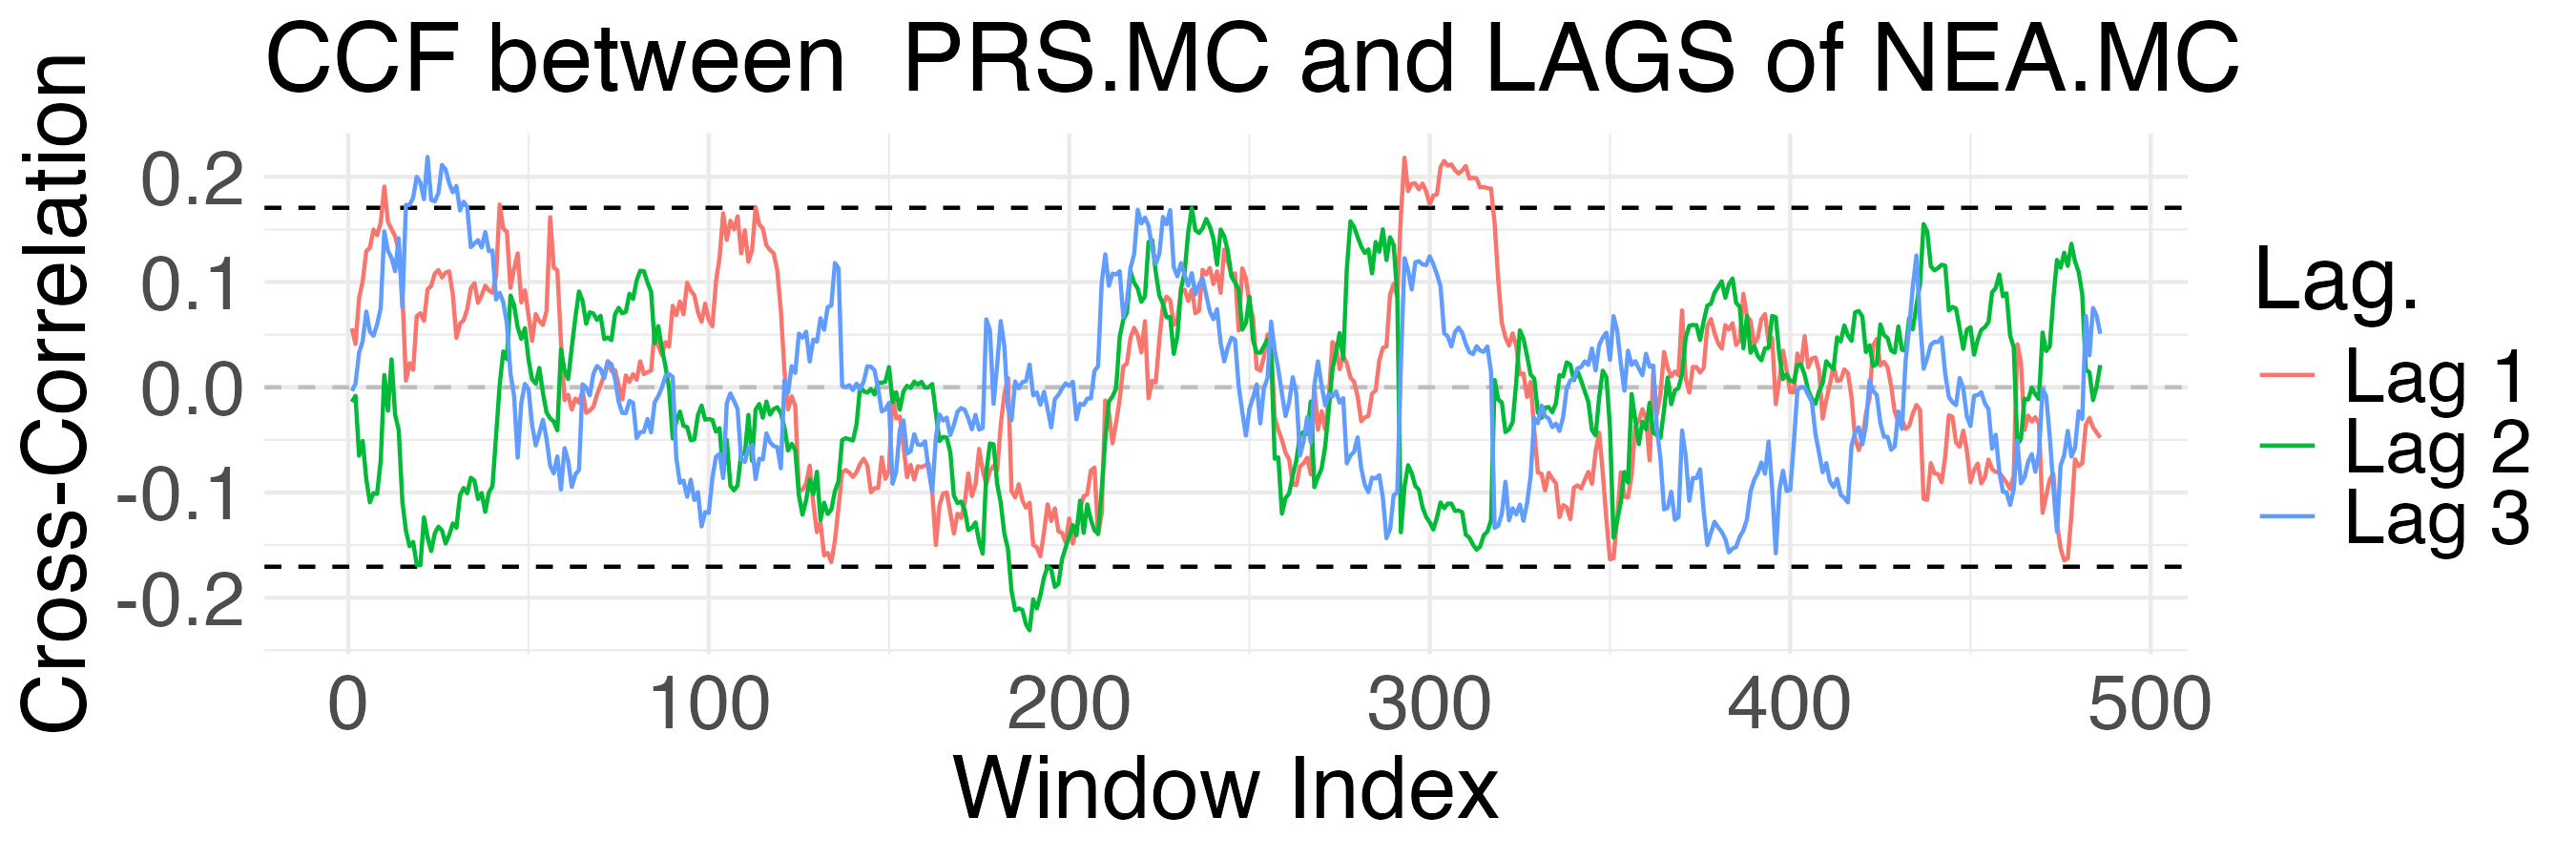 CCF between  PRS.MC and LAGS of NEA.MC
Cross-Correlation
0.2
0.1
0.0
-0.1
-0.2
0 100 200 300 400 500
Window Index
Lag.
Lag 1
Lag 2
Lag 3